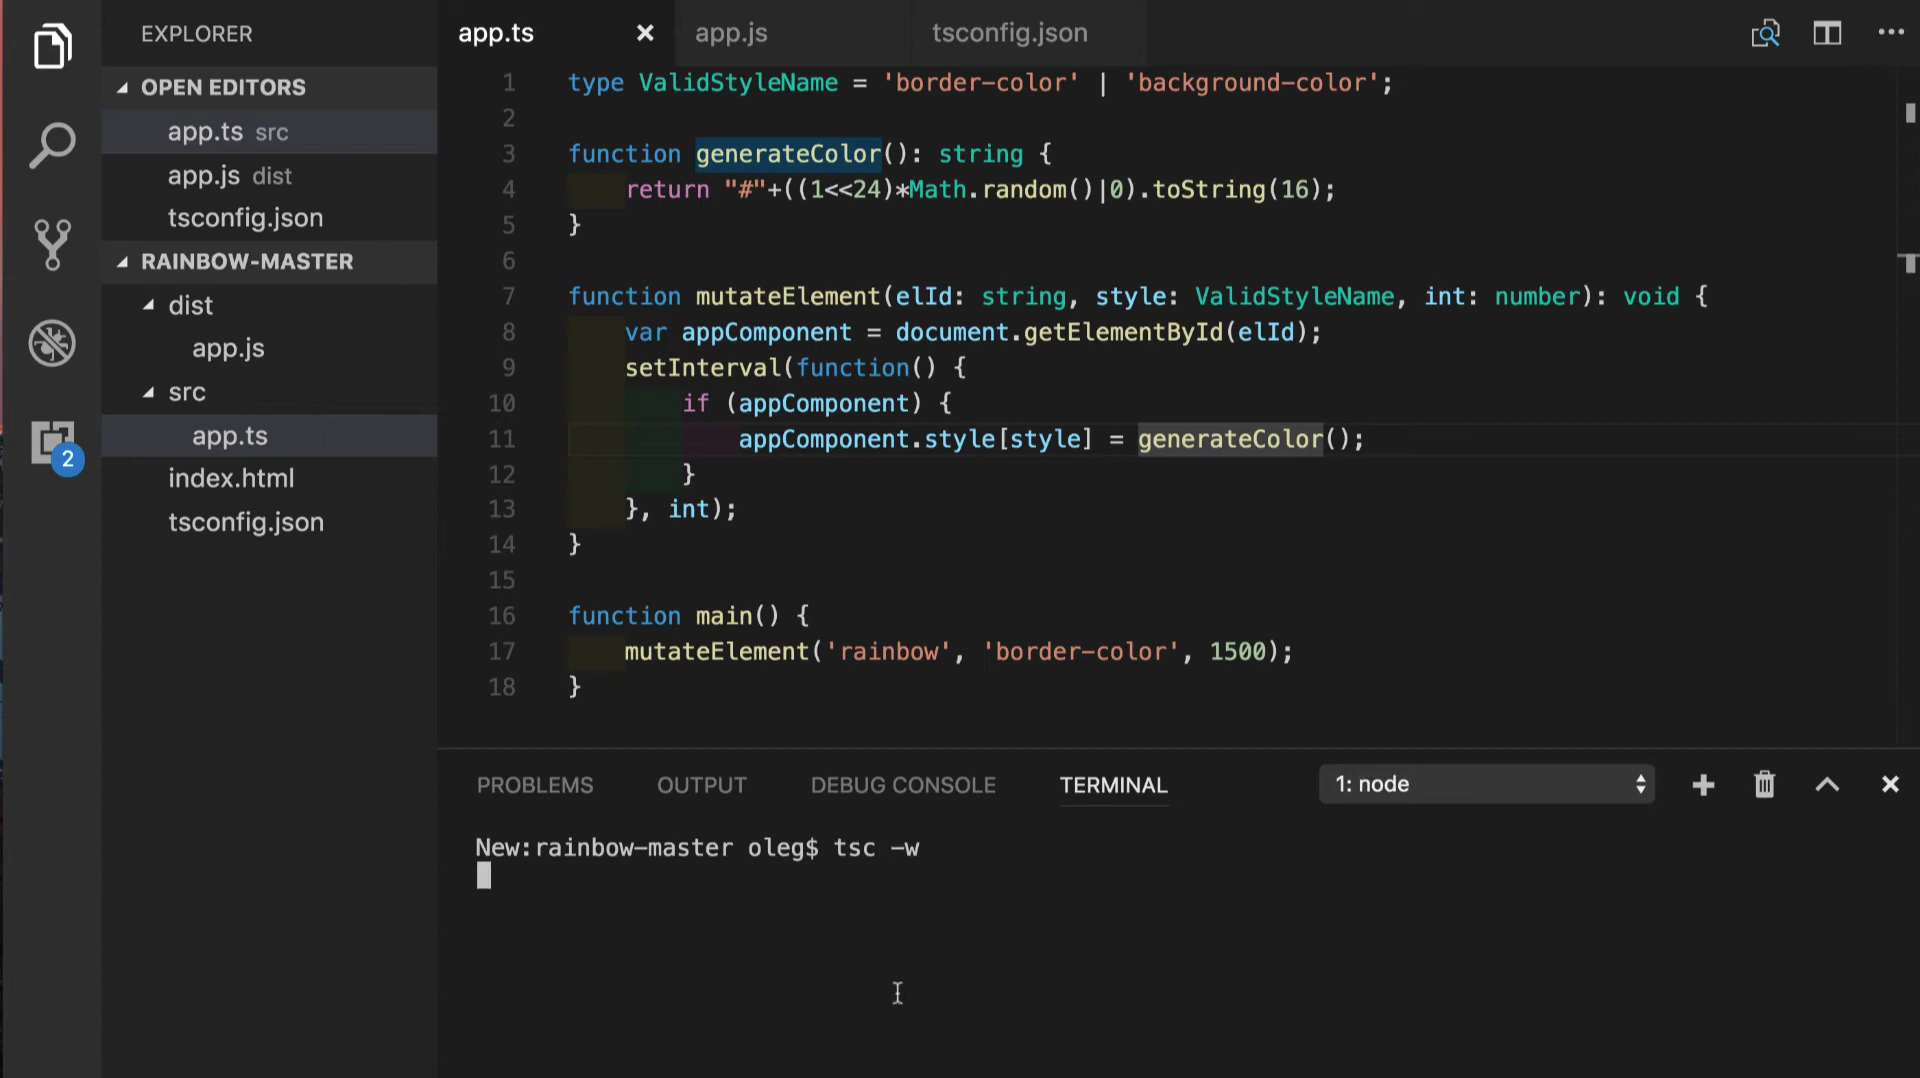 EXPLORER
OPEN EDITORS
app.ts src
app.js dist
tsconfig.json
RAINBOW-MASTER
dist
app.js
src
app.ts
index.html
tsconfig.json
2
app.ts app.js tsconfig.json
1 type ValidStyleName = 'border-color' | 'background-color';
2
3 function generateColor(): string {
4     return "#"+((1<<24)*Math.random()|0).toString(16);
5 }
6
7 function mutateElement(elId: string, style: ValidStyleName, int: number): void {
8     var appComponent = document.getElementById(elId);
9     setInterval(function() {
10         if (appComponent) {
11             appComponent.style[style] = generateColor();
12         }
13     }, int);
14 }
15
16 function main() {
17     mutateElement('rainbow', 'border-color', 1500);
18 }
PROBLEMS OUTPUT DEBUG CONSOLE TERMINAL 1: node
New:rainbow-master oleg$ tsc -w